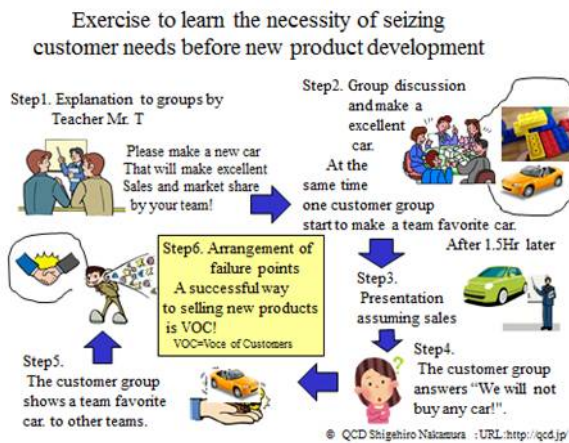 Exercise to learn the necessity of seizing
customer needs before new product development
Step1. Explanation to groups by
Teacher Mr. T
Please make a new car
That will make excellent
Sales and market share
by your team!
Step2. Group discussion
and make a
excellent
car.
At the
same time
one customer group
start to make a team favorite car.
After 1.5Hr later
Step3.
Presentation
assuming sales
Step4.
The customer group
answers “We will not
buy any car!".
Step5.
The customer group
shows a team favorite
car. to other teams.
Step6. Arrangement of
failure points
A successful way
to selling new products
is VOC!
VOC=Voce of Customers
© QCD Shigehiro Nakamura :URL:http://qcd.jp/